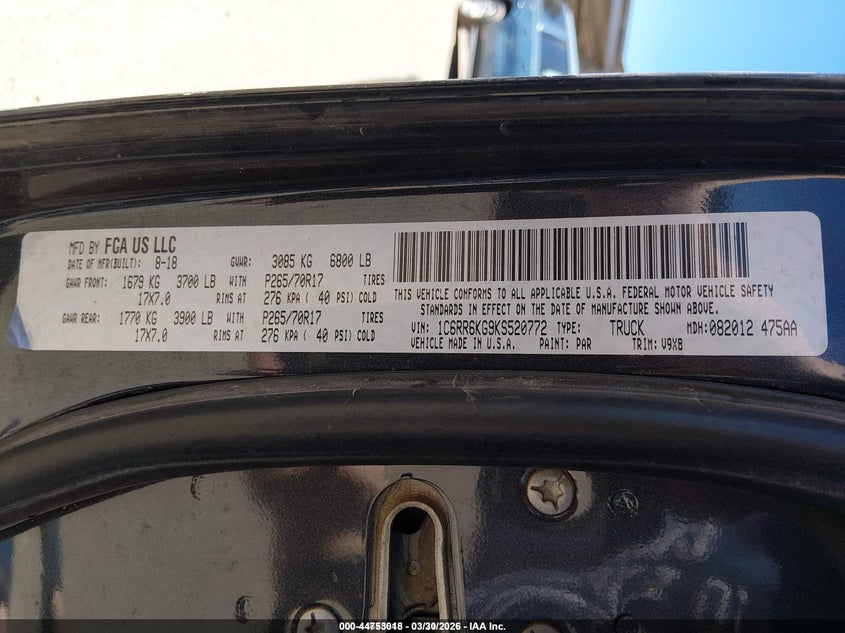 MFD BY FCA US LLC
DATE OF MFR(BUILT): 8-18 GVWR: 3085 KG 6800 LB
GAWR FRONT: 1679 KG 3700 LB WITH P265/70R17 TIRES
17X7.0 RIMS AT 276 KPA ( 40 PSI) COLD
GAWR REAR: 1770 KG 3900 LB WITH P265/70R17 TIRES
17X7.0 RIMS AT 276 KPA ( 40 PSI) COLD
THIS VEHICLE CONFORMS TO ALL APPLICABLE U.S.A. FEDERAL MOTOR VEHICLE SAFETY
STANDARDS IN EFFECT ON THE DATE OF MANUFACTURE SHOWN ABOVE.
VIN: 1C6RR6KG9KS520772 TYPE: TRUCK MDH: 082012 475AA
VEHICLE MADE IN U.S.A. PAINT: PAR TRIM: V9X8
000-44753018 - 03/30/2026 - IAA Inc.